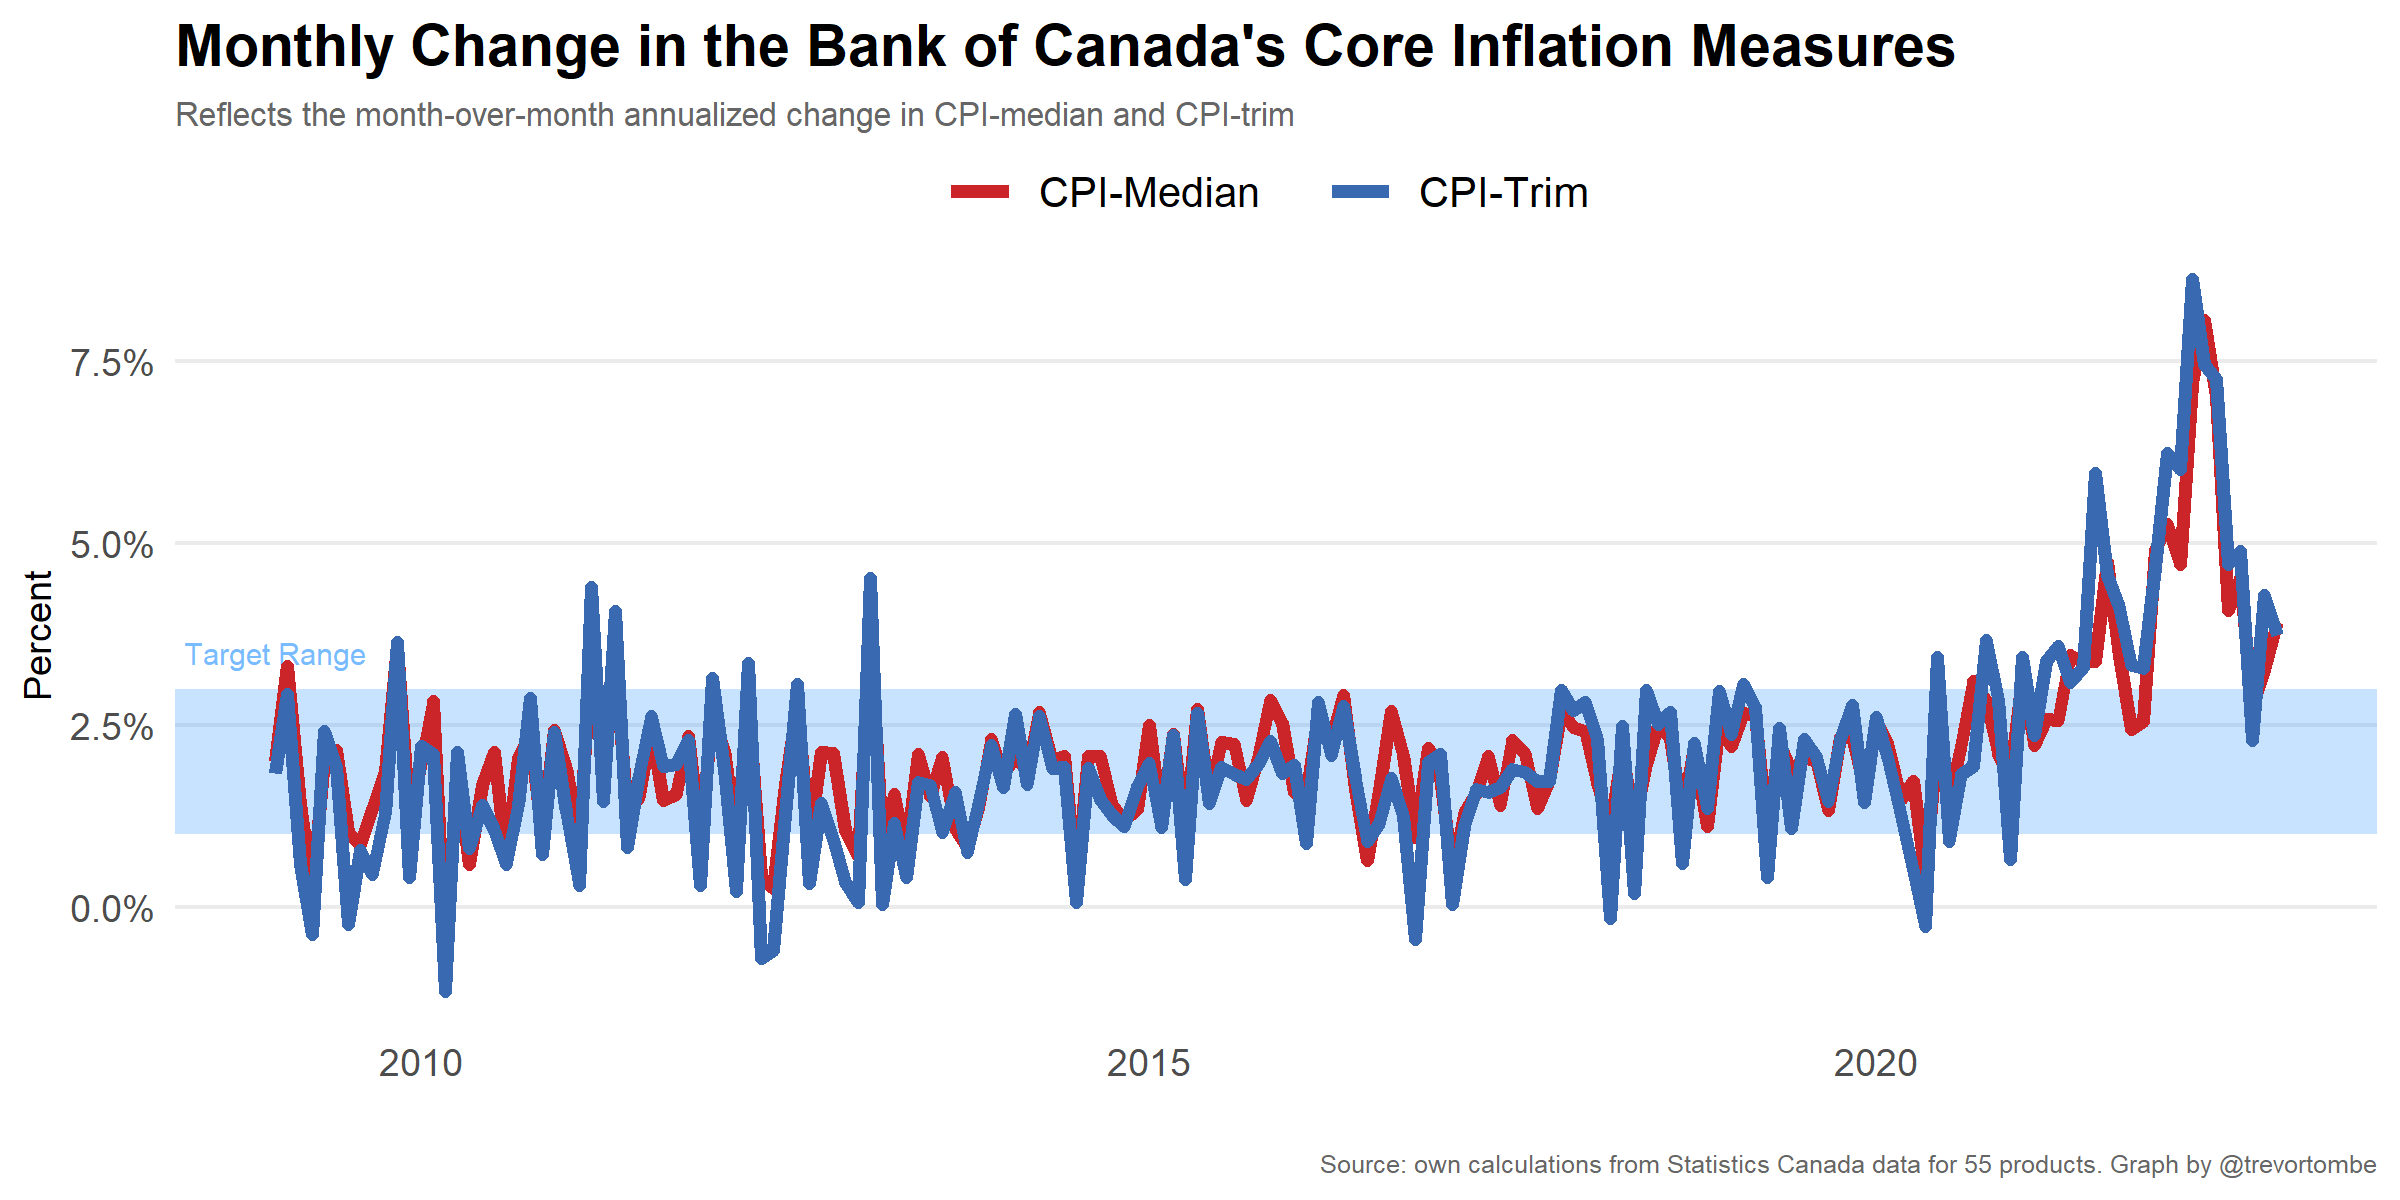 Monthly Change in the Bank of Canada's Core Inflation Measures
Reflects the month-over-month annualized change in CPI-median and CPI-trim
CPI-Median CPI-Trim
7.5%
5.0%
2.5%
0.0%
Percent
Target Range
2010 2015 2020
Source: own calculations from Statistics Canada data for 55 products. Graph by @trevortombe